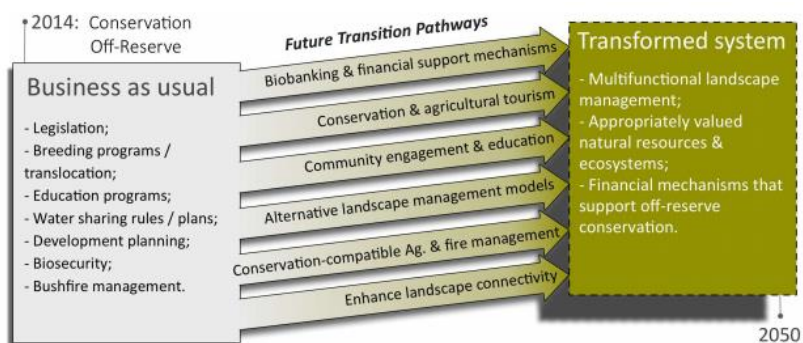 2014: Conservation
Off-Reserve
Future Transition Pathways
Business as usual
- Legislation;
- Breeding programs /
translocation;
- Education programs;
- Water sharing rules / plans;
- Development planning;
- Biosecurity;
- Bushfire management.
Biobanking & financial support mechanisms
Conservation & agricultural tourism
Community engagement & education
Alternative landscape management models
Conservation-compatible Ag. & fire management
Enhance landscape connectivity
Transformed system
- Multifunctional landscape
management;
- Appropriately valued
natural resources &
ecosystems;
- Financial mechanisms that
support off-reserve
conservation.
2050